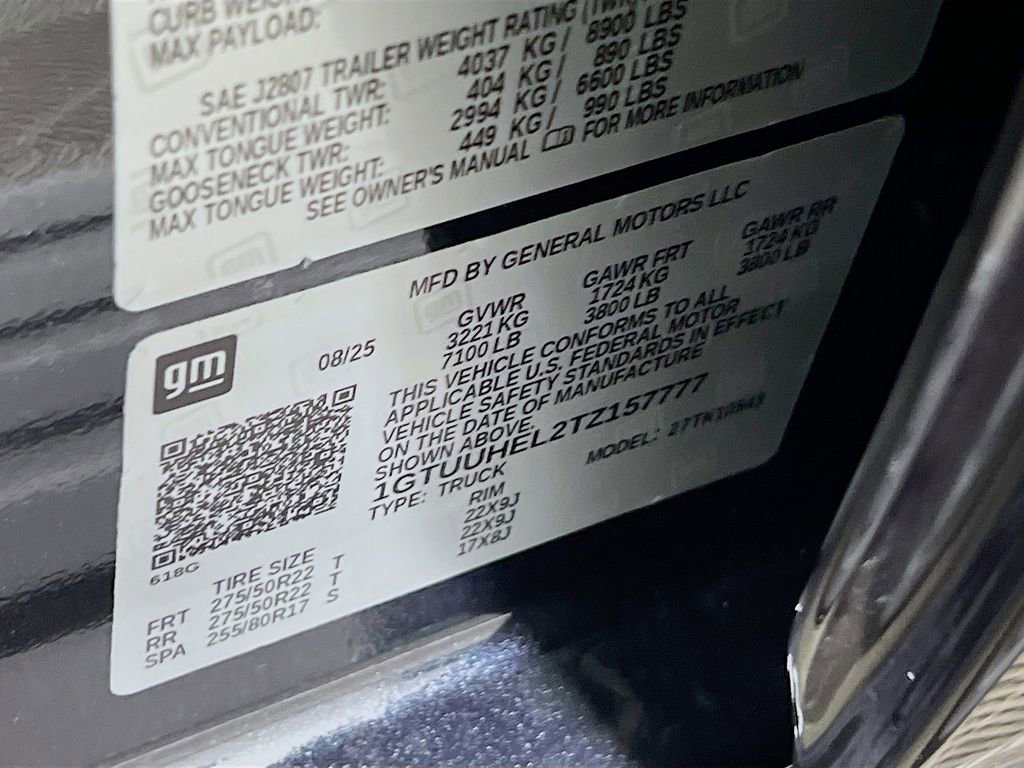 CURB WEIGHT
MAX PAYLOAD:
SAE J2807 TRAILER WEIGHT RATING (TWR)
CONVENTIONAL TWR: 4037 KG / 8900 LBS
MAX TONGUE WEIGHT: 404 KG / 890 LBS
GOOSENECK TWR: 2994 KG / 6600 LBS
MAX TONGUE WEIGHT: 449 KG / 990 LBS
SEE OWNER'S MANUAL FOR MORE INFORMATION
MFD BY GENERAL MOTORS LLC
gm
08/25
GVWR GAWR FRT GAWR RR
3221 KG 1724 KG 1724 KG
7100 LB 3800 LB 3800 LB
THIS VEHICLE CONFORMS TO ALL
APPLICABLE U.S. FEDERAL MOTOR
VEHICLE SAFETY STANDARDS IN EFFECT
ON THE DATE OF MANUFACTURE
SHOWN ABOVE.
1GTUUHEL2TZ157777
TYPE: TRUCK MODEL:
618G
TIRE SIZE RIM
FRT 275/50R22 T 22X9J
RR 275/50R22 T 22X9J
SPA 255/80R17 S 17X8J